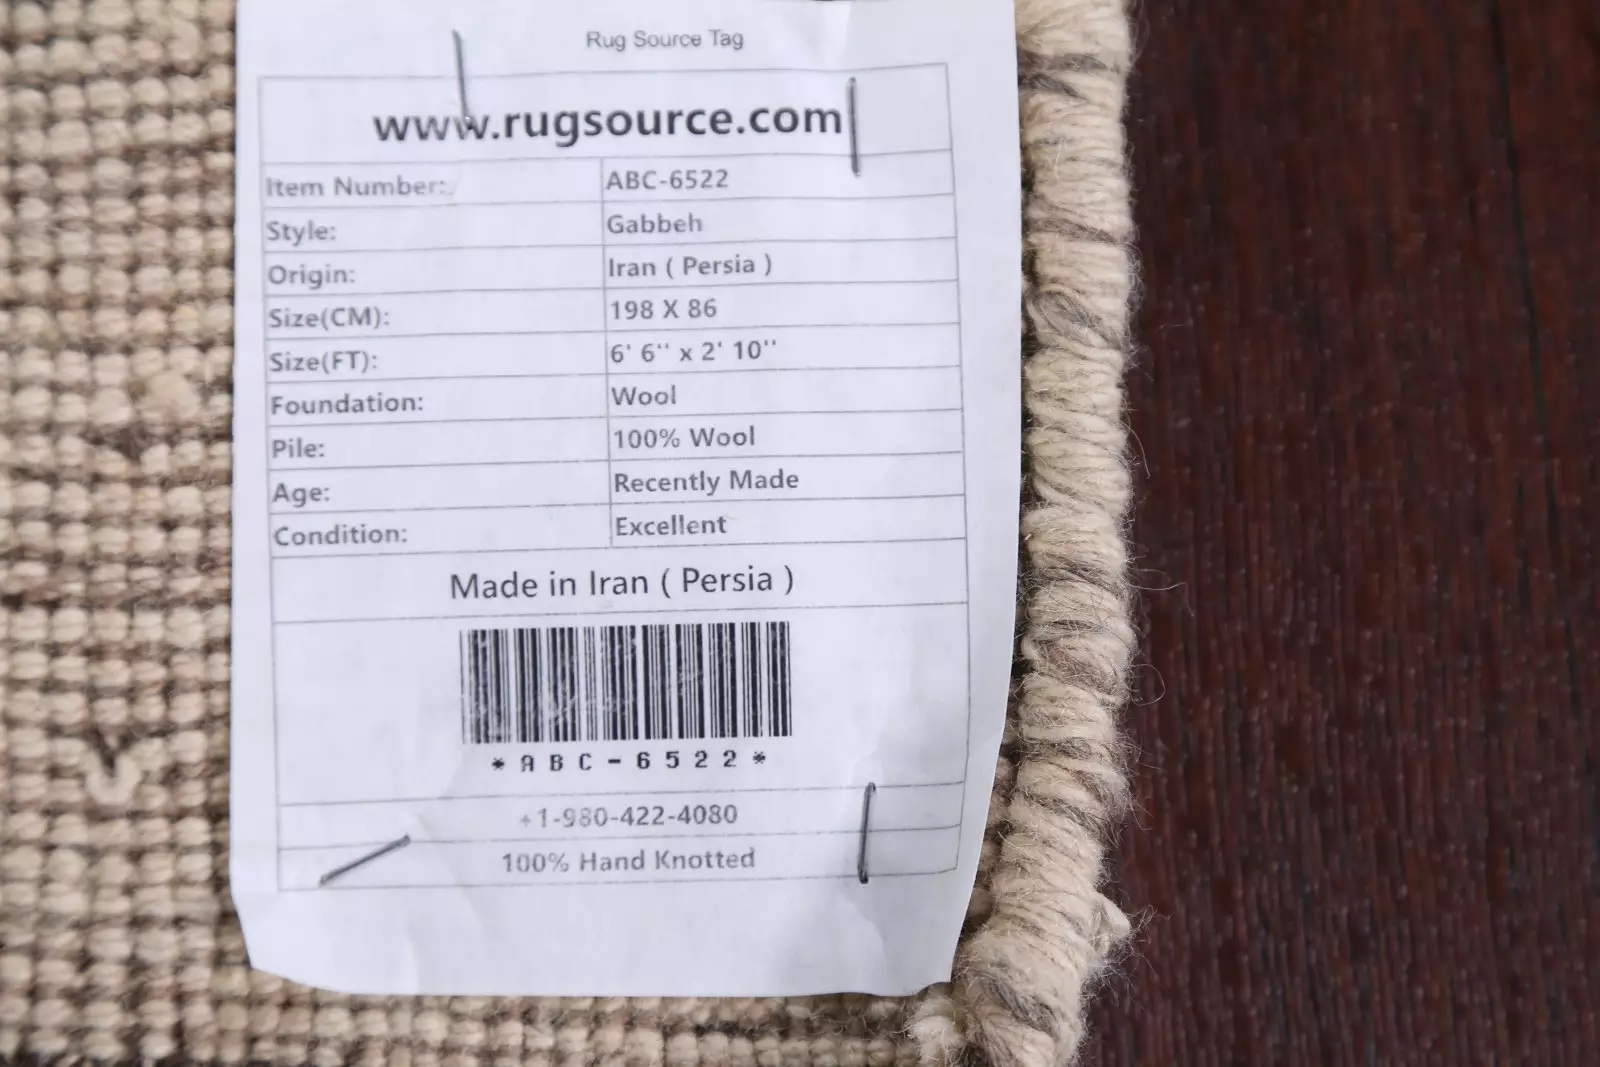 Rug Source Tag
www.rugsource.com
Item Number: ABC-6522
Style: Gabbeh
Origin: Iran ( Persia )
Size(CM): 198 X 86
Size(FT): 6' 6'' x 2' 10''
Foundation: Wool
Pile: 100% Wool
Age: Recently Made
Condition: Excellent
Made in Iran ( Persia )
*ABC-6522*
+1-980-422-4080
100% Hand Knotted